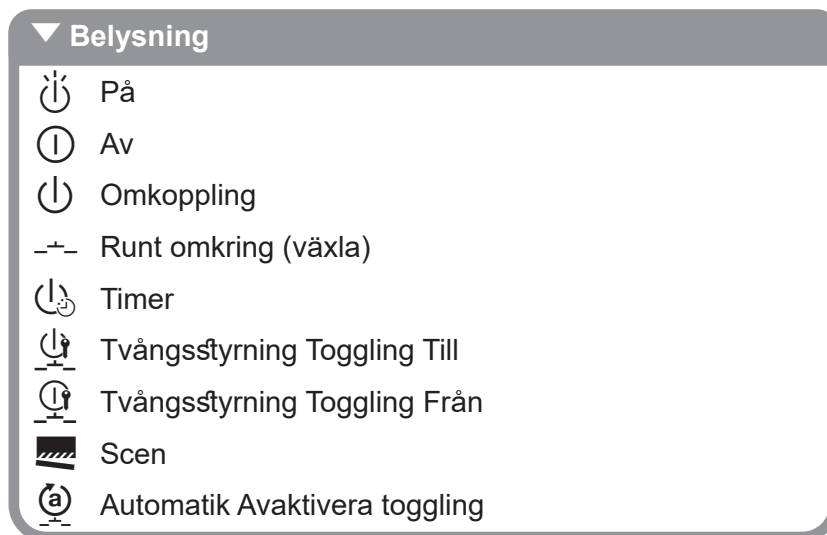 Belysning
På
Av
Omkoppling
Runt omkring (växla)
Timer
Tvångsstyrning Toggling Till
Tvångsstyrning Toggling Från
Scen
a Automatik Avaktivera toggling